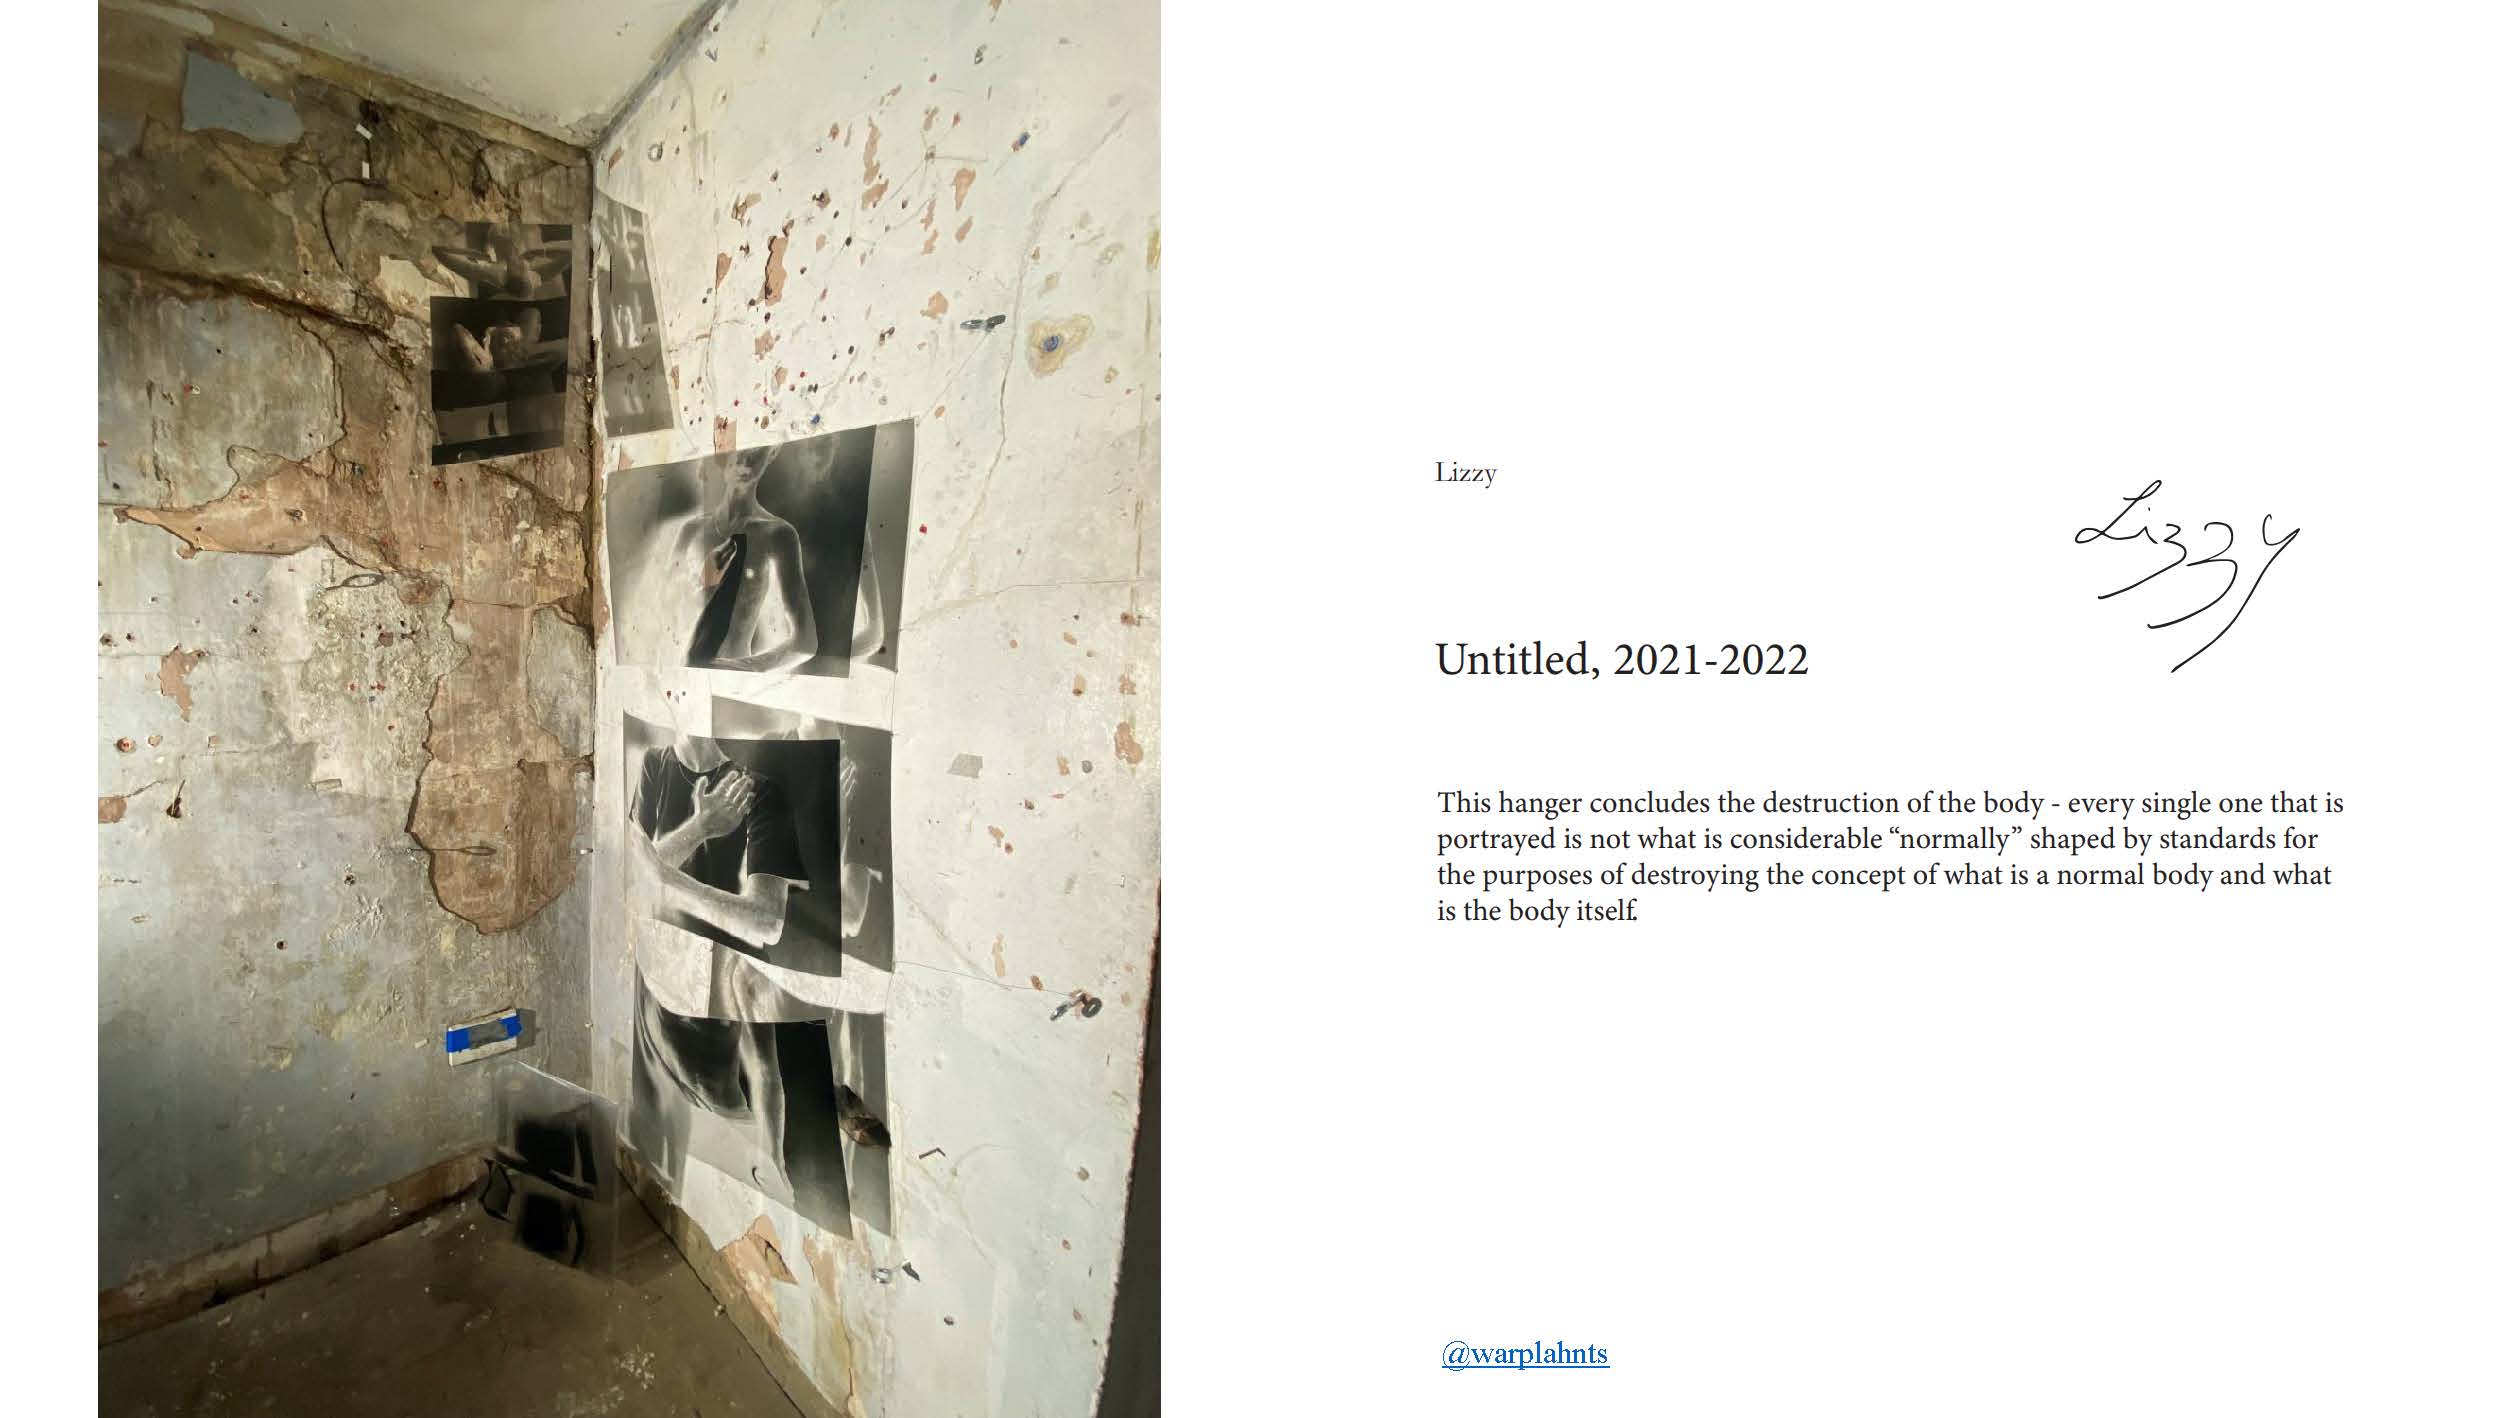 Lizzy
Lizzy
Untitled, 2021-2022
This hanger concludes the destruction of the body - every single one that is
portrayed is not what is considerable “normally” shaped by standards for
the purposes of destroying the concept of what is a normal body and what
is the body itself.
@warplahnts